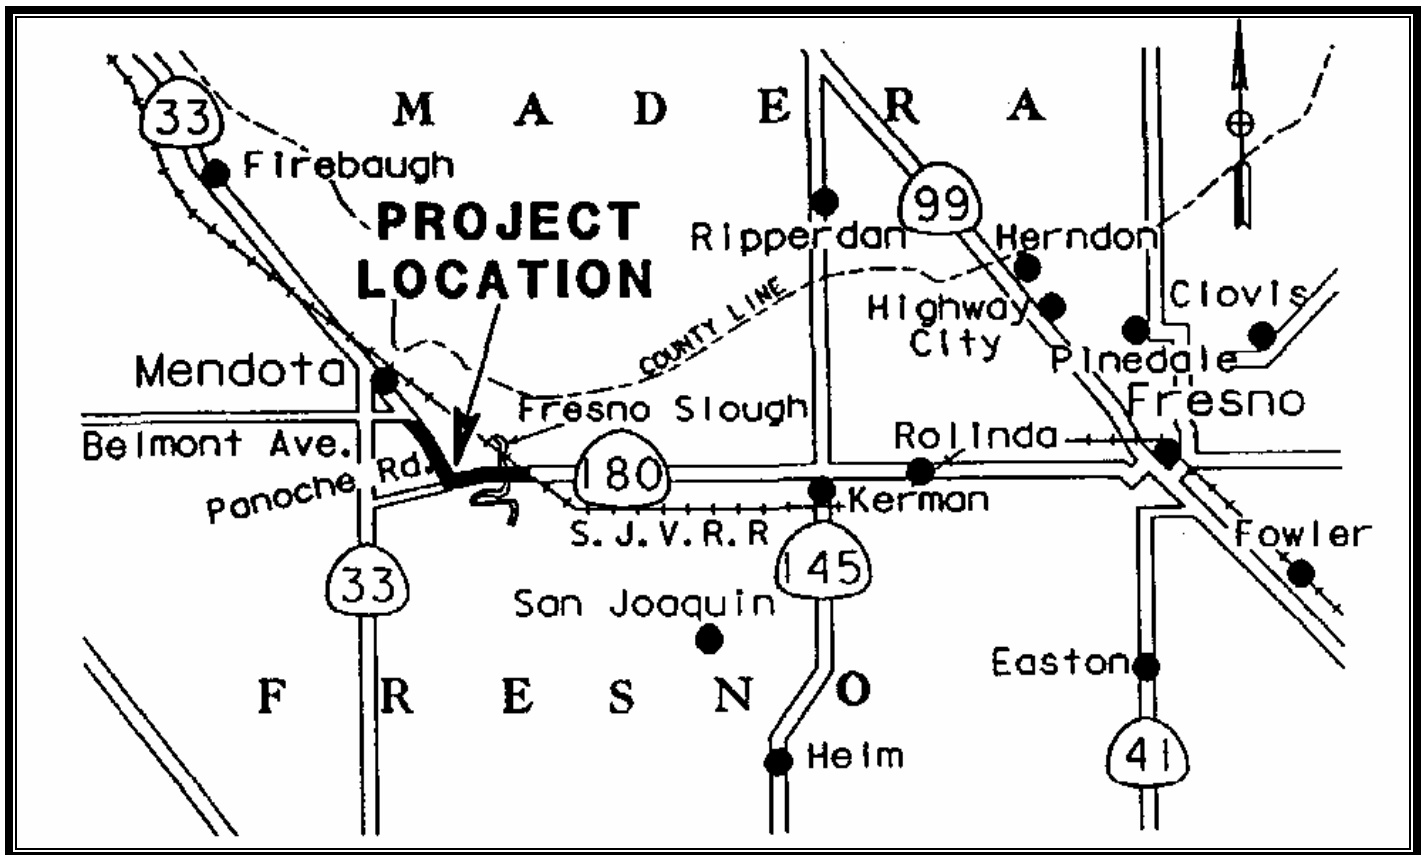 M A D E R A
33
Firebaugh
PROJECT
LOCATION
99
Ripperdan
Herndon
Highway
City
Clovis
COUNTY LINE
Pinedale
Mendota
Fresno
Fresno Slough
Belmont Ave.
Rolinda
Panoche Rd.
180
Kerman
S.J.V.R.R
Fowler
33
145
San Joaquin
Easton
F R E S N O
Helm
41